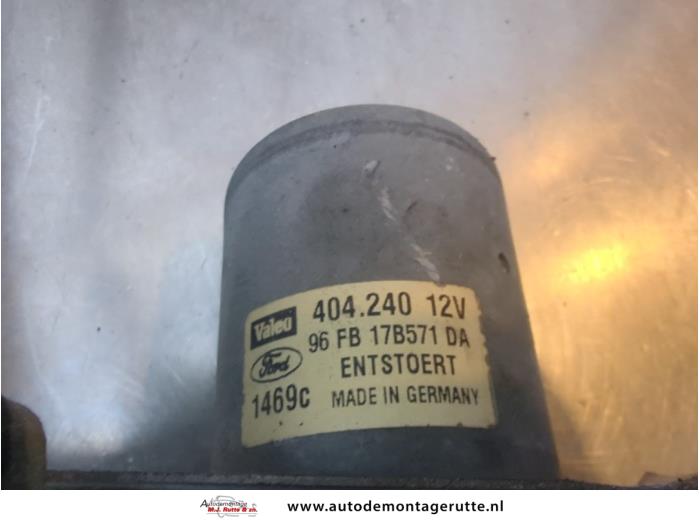 Valeo 404.240 12V
Ford 96 FB 17B571 DA
ENTSTOERT
1469c MADE IN GERMANY
Autodemontage
M.J. Rutte & zn.
www.autodemontagerutte.nl